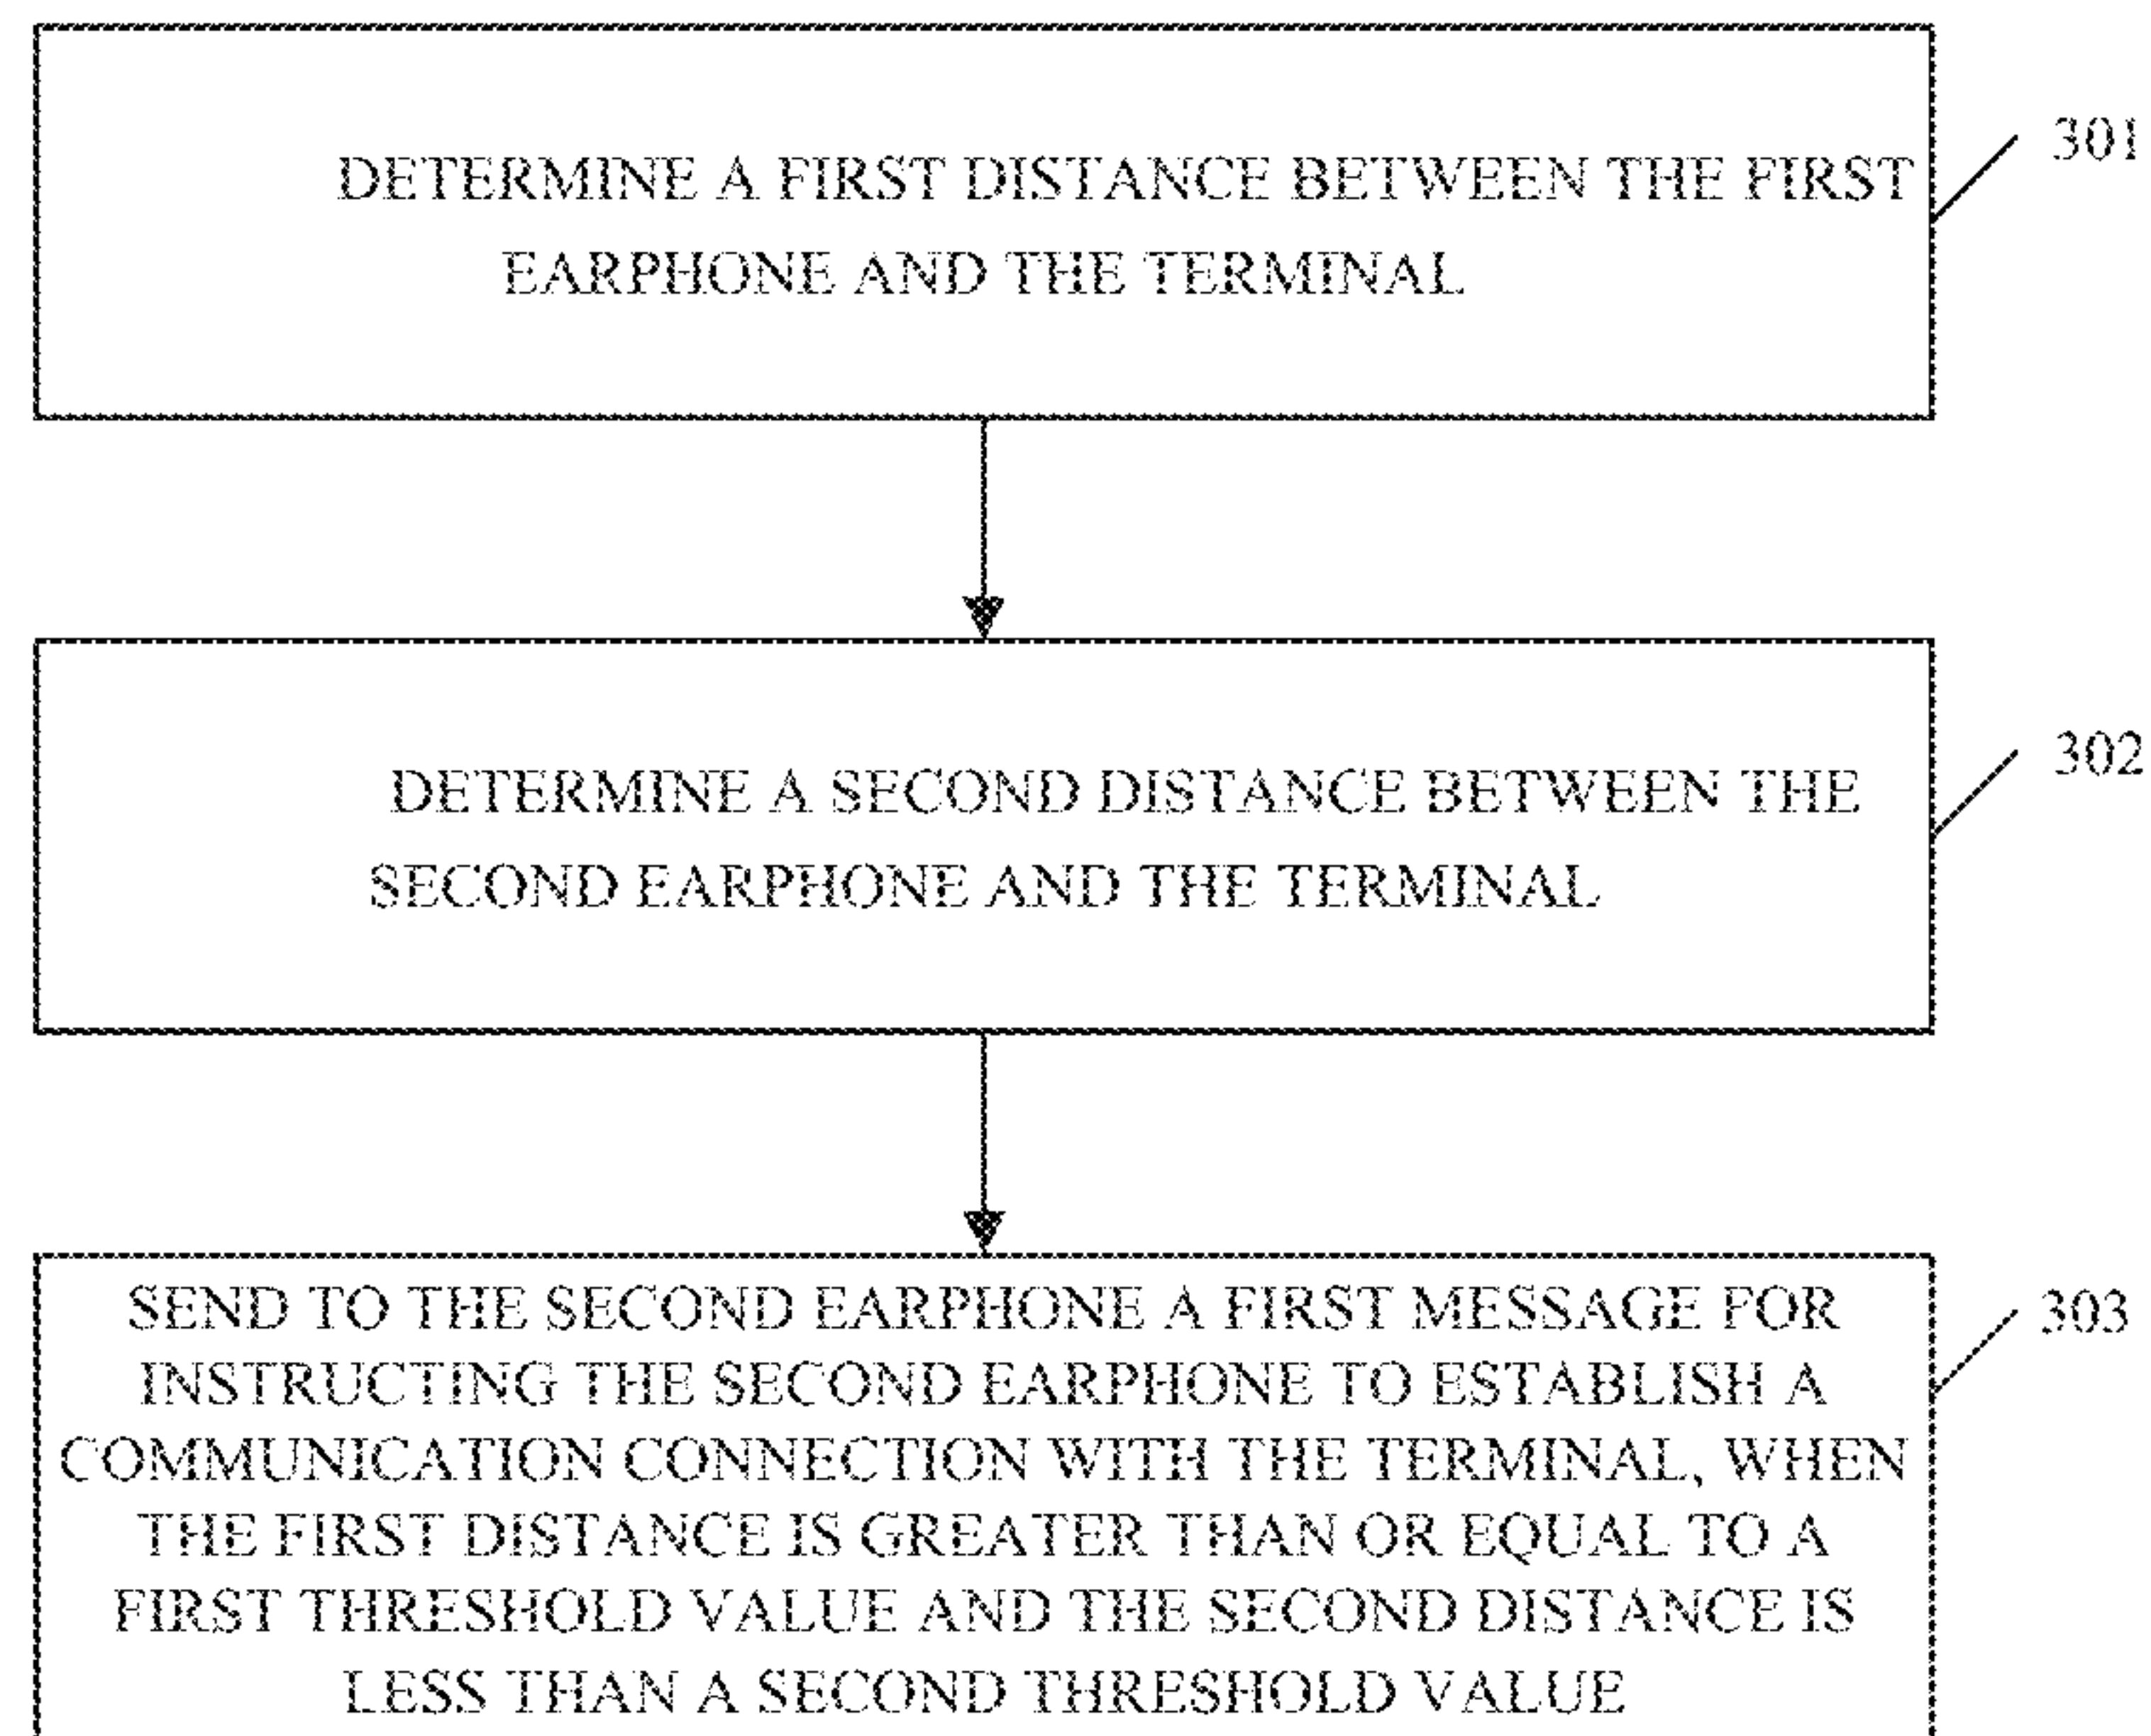 DETERMINE A FIRST DISTANCE BETWEEN THE FIRST
EARPHONE AND THE TERMINAL
301
DETERMINE A SECOND DISTANCE BETWEEN THE
SECOND EARPHONE AND THE TERMINAL
302
SEND TO THE SECOND EARPHONE A FIRST MESSAGE FOR
INSTRUCTING THE SECOND EARPHONE TO ESTABLISH A
COMMUNICATION CONNECTION WITH THE TERMINAL, WHEN
THE FIRST DISTANCE IS GREATER THAN OR EQUAL TO A
FIRST THRESHOLD VALUE AND THE SECOND DISTANCE IS
LESS THAN A SECOND THRESHOLD VALUE
303